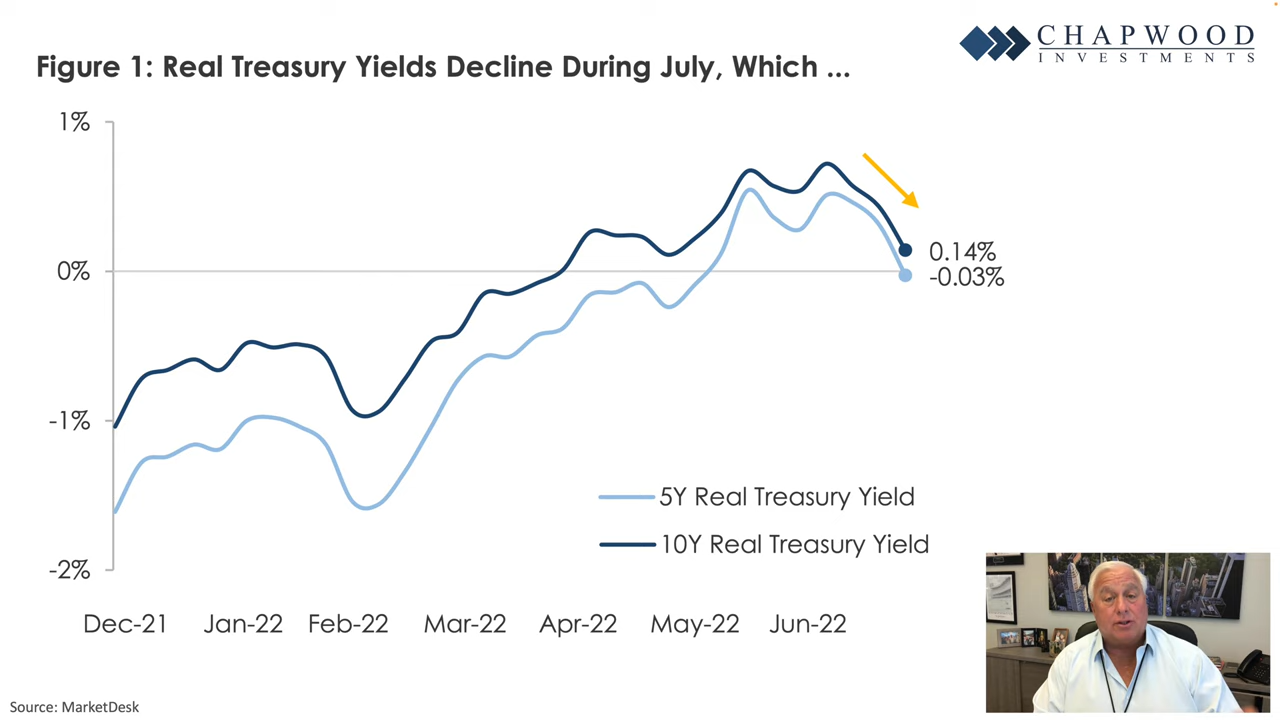 CHAPWOOD
INVESTMENTS
Figure 1: Real Treasury Yields Decline During July, Which ...
1%
0%
-1%
-2%
0.14%
-0.03%
5Y Real Treasury Yield
10Y Real Treasury Yield
Dec-21 Jan-22 Feb-22 Mar-22 Apr-22 May-22 Jun-22
Source: MarketDesk